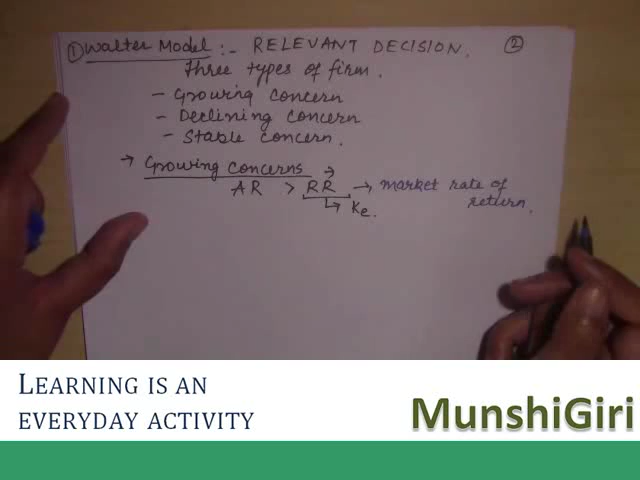 ① Walter Model :- RELEVANT DECISION. ②
Three types of firm.
- Growing concern
- Declining concern
- Stable concern.
→ Growing concerns →
AR > RR → market rate of
return.
↳ Ke.
LEARNING IS AN
EVERYDAY ACTIVITY
MunshiGiri